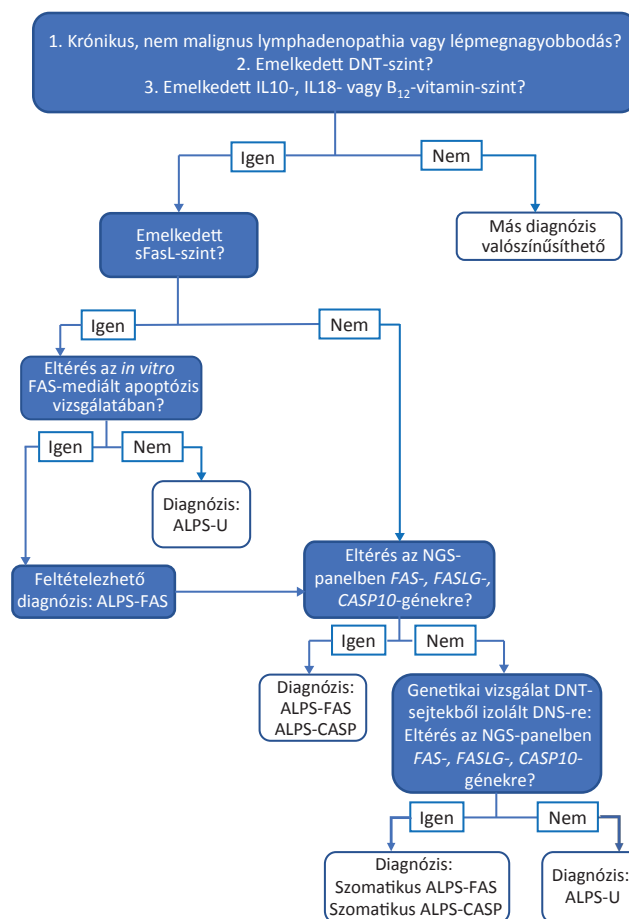 1. Krónikus, nem malignus lymphadenopathia vagy lépmegnagyobbodás?
2. Emelkedett DNT-szint?
3. Emelkedett IL10-, IL18- vagy B12-vitamin-szint?
Igen
Nem
Emelkedett
sFasL-szint?
Más diagnózis
valószínűsíthető
Igen
Nem
Eltérés az in vitro
FAS-mediált apoptózis
vizsgálatában?
Igen
Nem
Diagnózis:
ALPS-U
Feltételezhető
diagnózis: ALPS-FAS
Eltérés az NGS-
panelben FAS-, FASLG-,
CASP10-génekre?
Igen
Nem
Diagnózis:
ALPS-FAS
ALPS-CASP
Genetikai vizsgálat DNT-
sejtekből izolált DNS-re:
Eltérés az NGS-panelben
FAS-, FASLG-, CASP10-
génekre?
Igen
Nem
Diagnózis:
Szomatikus ALPS-FAS
Szomatikus ALPS-CASP
Diagnózis:
ALPS-U